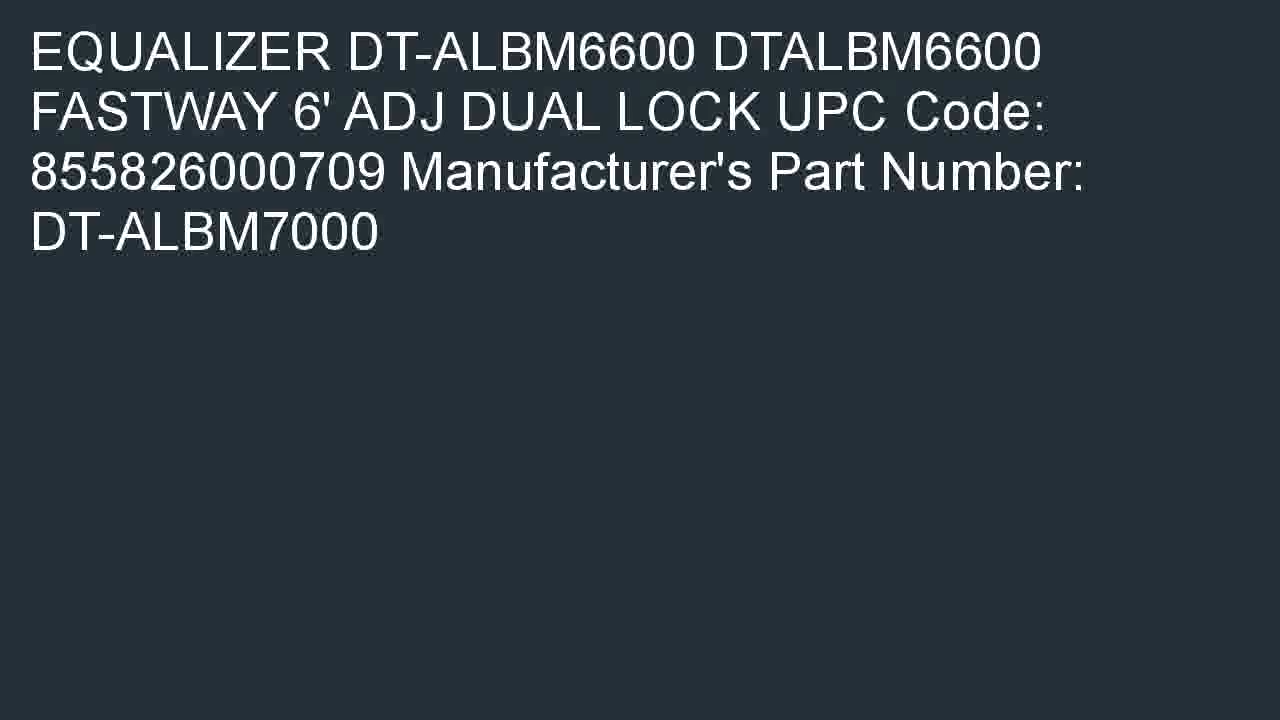 EQUALIZER DT-ALBM6600 DTALBM6600
FASTWAY 6' ADJ DUAL LOCK UPC Code:
855826000709 Manufacturer's Part Number:
DT-ALBM7000